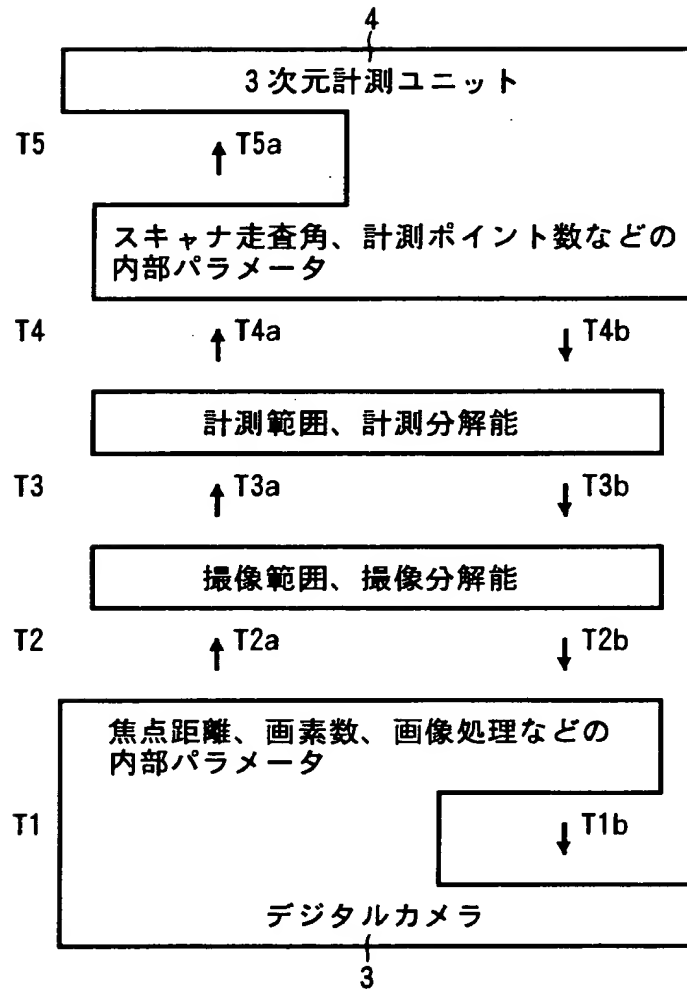 4
3次元計測ユニット
T5
T5a
スキャナ走査角、計測ポイント数などの
内部パラメータ
T4
T4a
T4b
計測範囲、計測分解能
T3
T3a
T3b
撮像範囲、撮像分解能
T2
T2a
T2b
焦点距離、画素数、画像処理などの
内部パラメータ
T1
T1b
デジタルカメラ
3